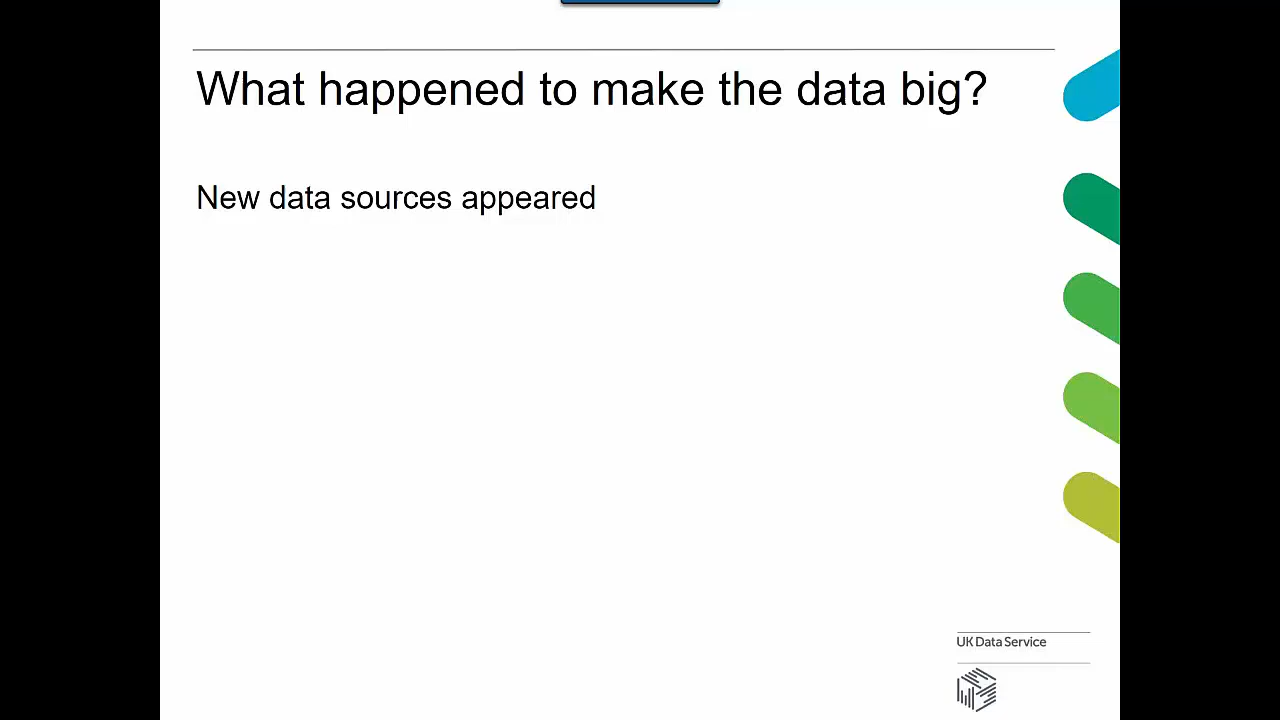 What happened to make the data big?
New data sources appeared
UK Data Service